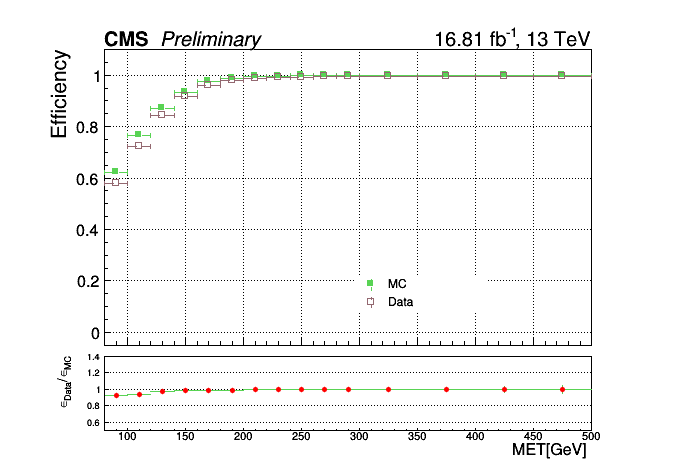 CMS Preliminary 16.81 fb⁻¹, 13 TeV
Efficiency
1
0.8
0.6
0.4
0.2
0
MC
Data
ϵData/ϵMC
1.4
1.2
1
0.8
0.6
100 150 200 250 300 350 400 450 500
MET[GeV]